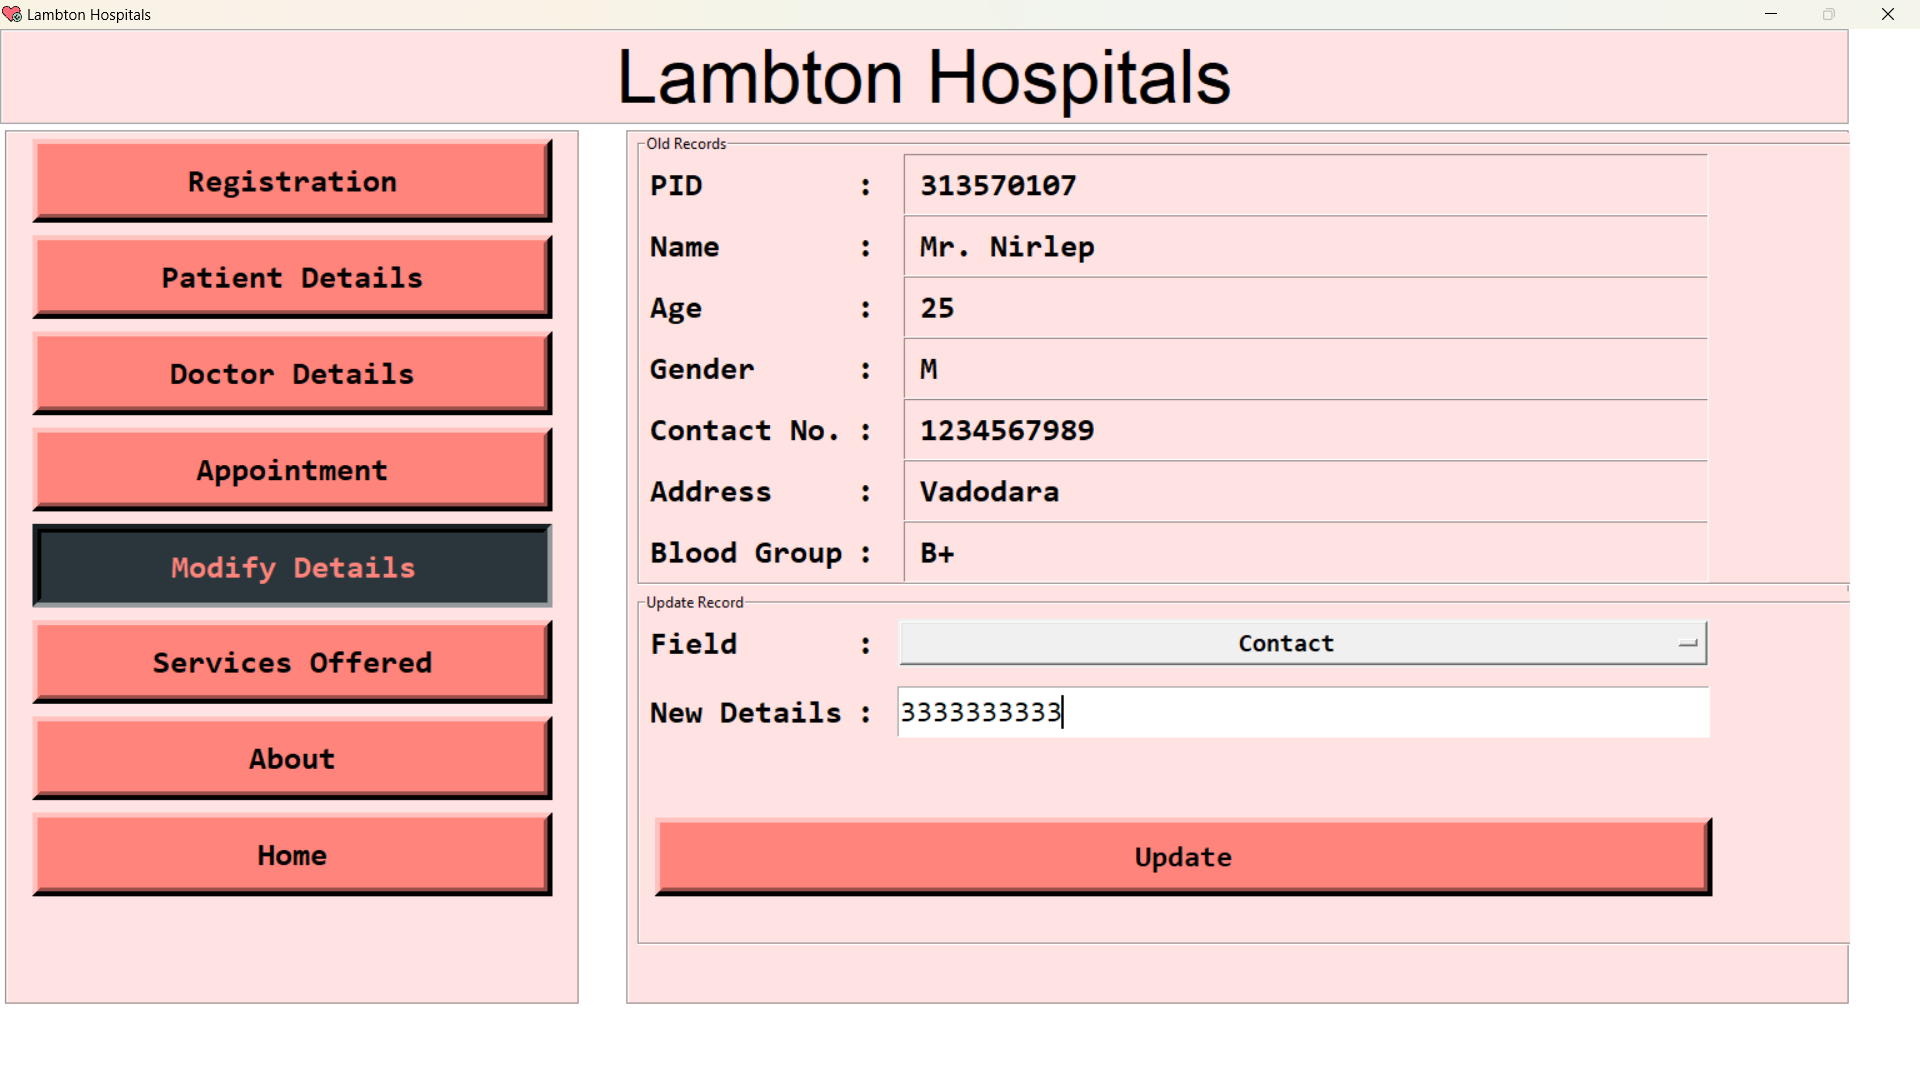 Lambton Hospitals
Lambton Hospitals
Registration
Patient Details
Doctor Details
Appointment
Modify Details
Services Offered
About
Home
Old Records
PID : 313570107
Name : Mr. Nirlep
Age : 25
Gender : M
Contact No. : 1234567989
Address : Vadodara
Blood Group : B+
Update Record
Field : Contact
New Details : 3333333333
Update